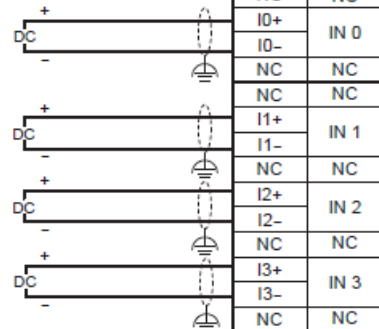 NC NC
+ I0+ IN 0
DC I0–
–
NC NC
NC NC
+ I1+ IN 1
DC I1–
–
NC NC
+ I2+ IN 2
DC I2–
–
NC NC
+ I3+ IN 3
DC I3–
–
NC NC